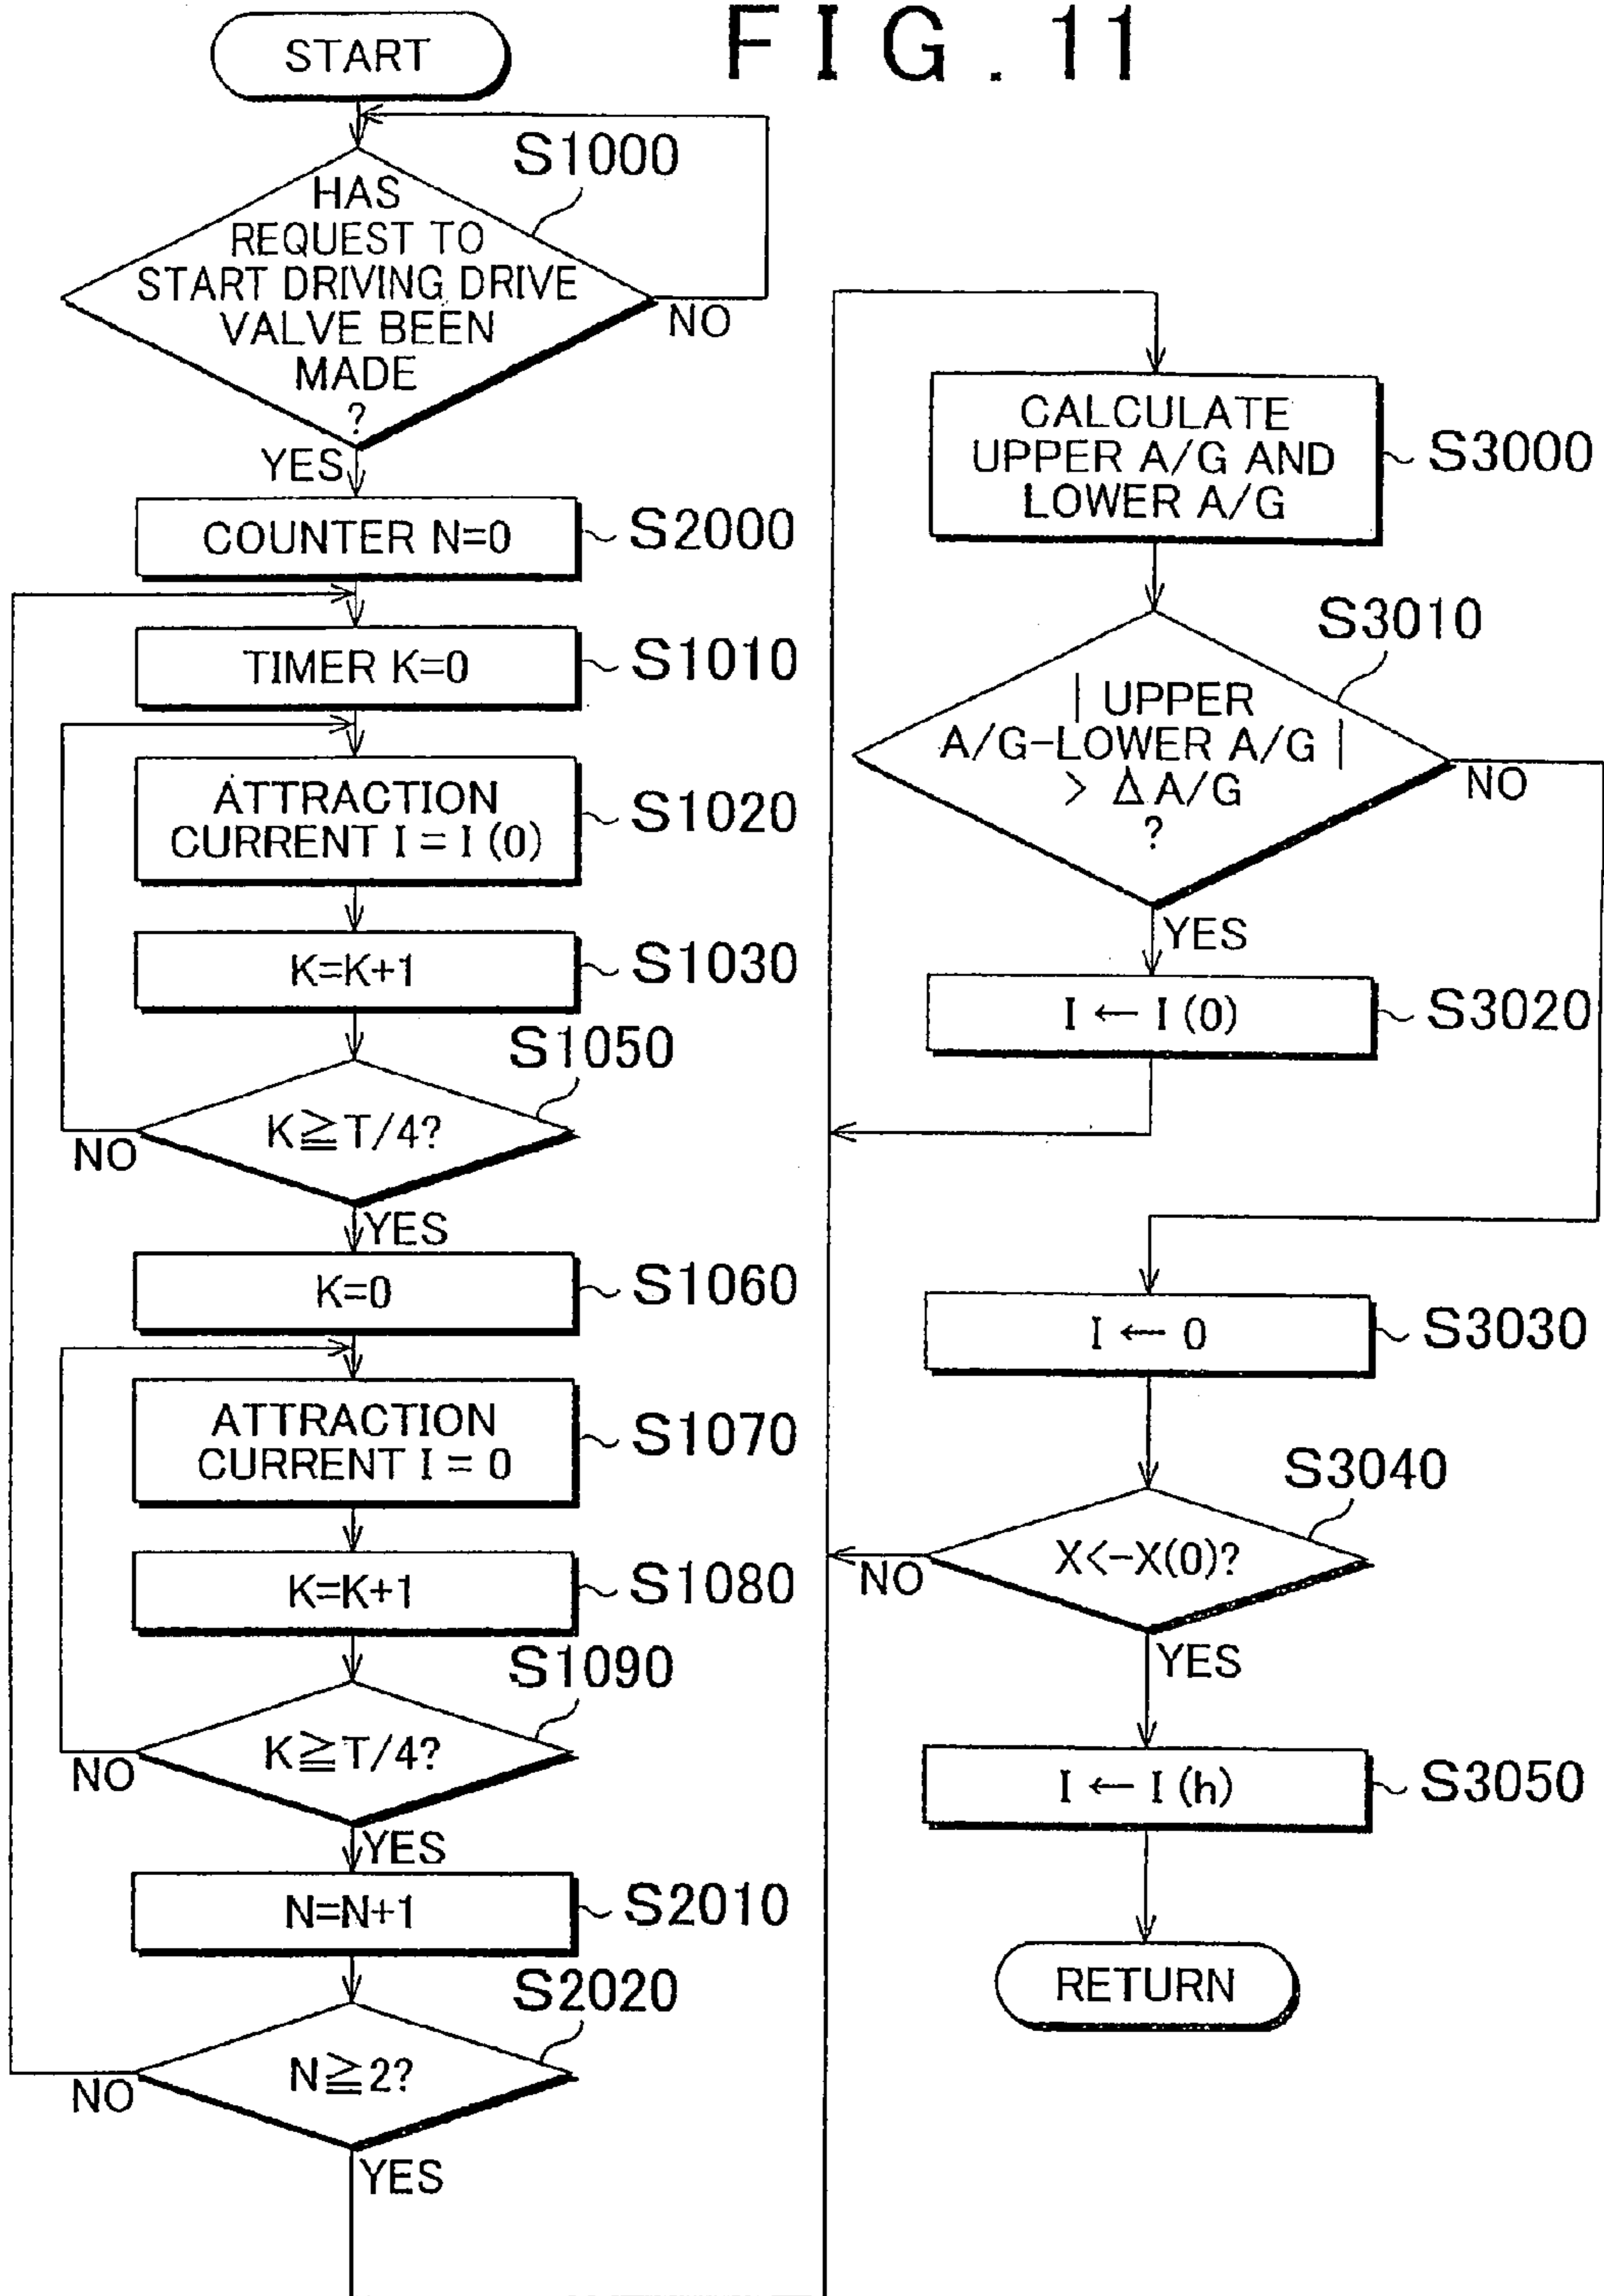 FIG. 11
START
S1000
HAS
REQUEST TO
START DRIVING DRIVE
VALVE BEEN
MADE
?
NO
YES
COUNTER N=0
S2000
TIMER K=0
S1010
ATTRACTION
CURRENT I = I (0)
S1020
K=K+1
S1030
S1050
K≧T/4?
NO
YES
K=0
S1060
ATTRACTION
CURRENT I = 0
S1070
K=K+1
S1080
S1090
K≧T/4?
NO
YES
N=N+1
S2010
S2020
N≧2?
NO
YES
CALCULATE
UPPER A/G AND
LOWER A/G
S3000
S3010
| UPPER
A/G-LOWER A/G |
> Δ A/G
?
NO
YES
I ← I (0)
S3020
I ← 0
S3030
S3040
X<-X(0)?
NO
YES
I ← I (h)
S3050
RETURN